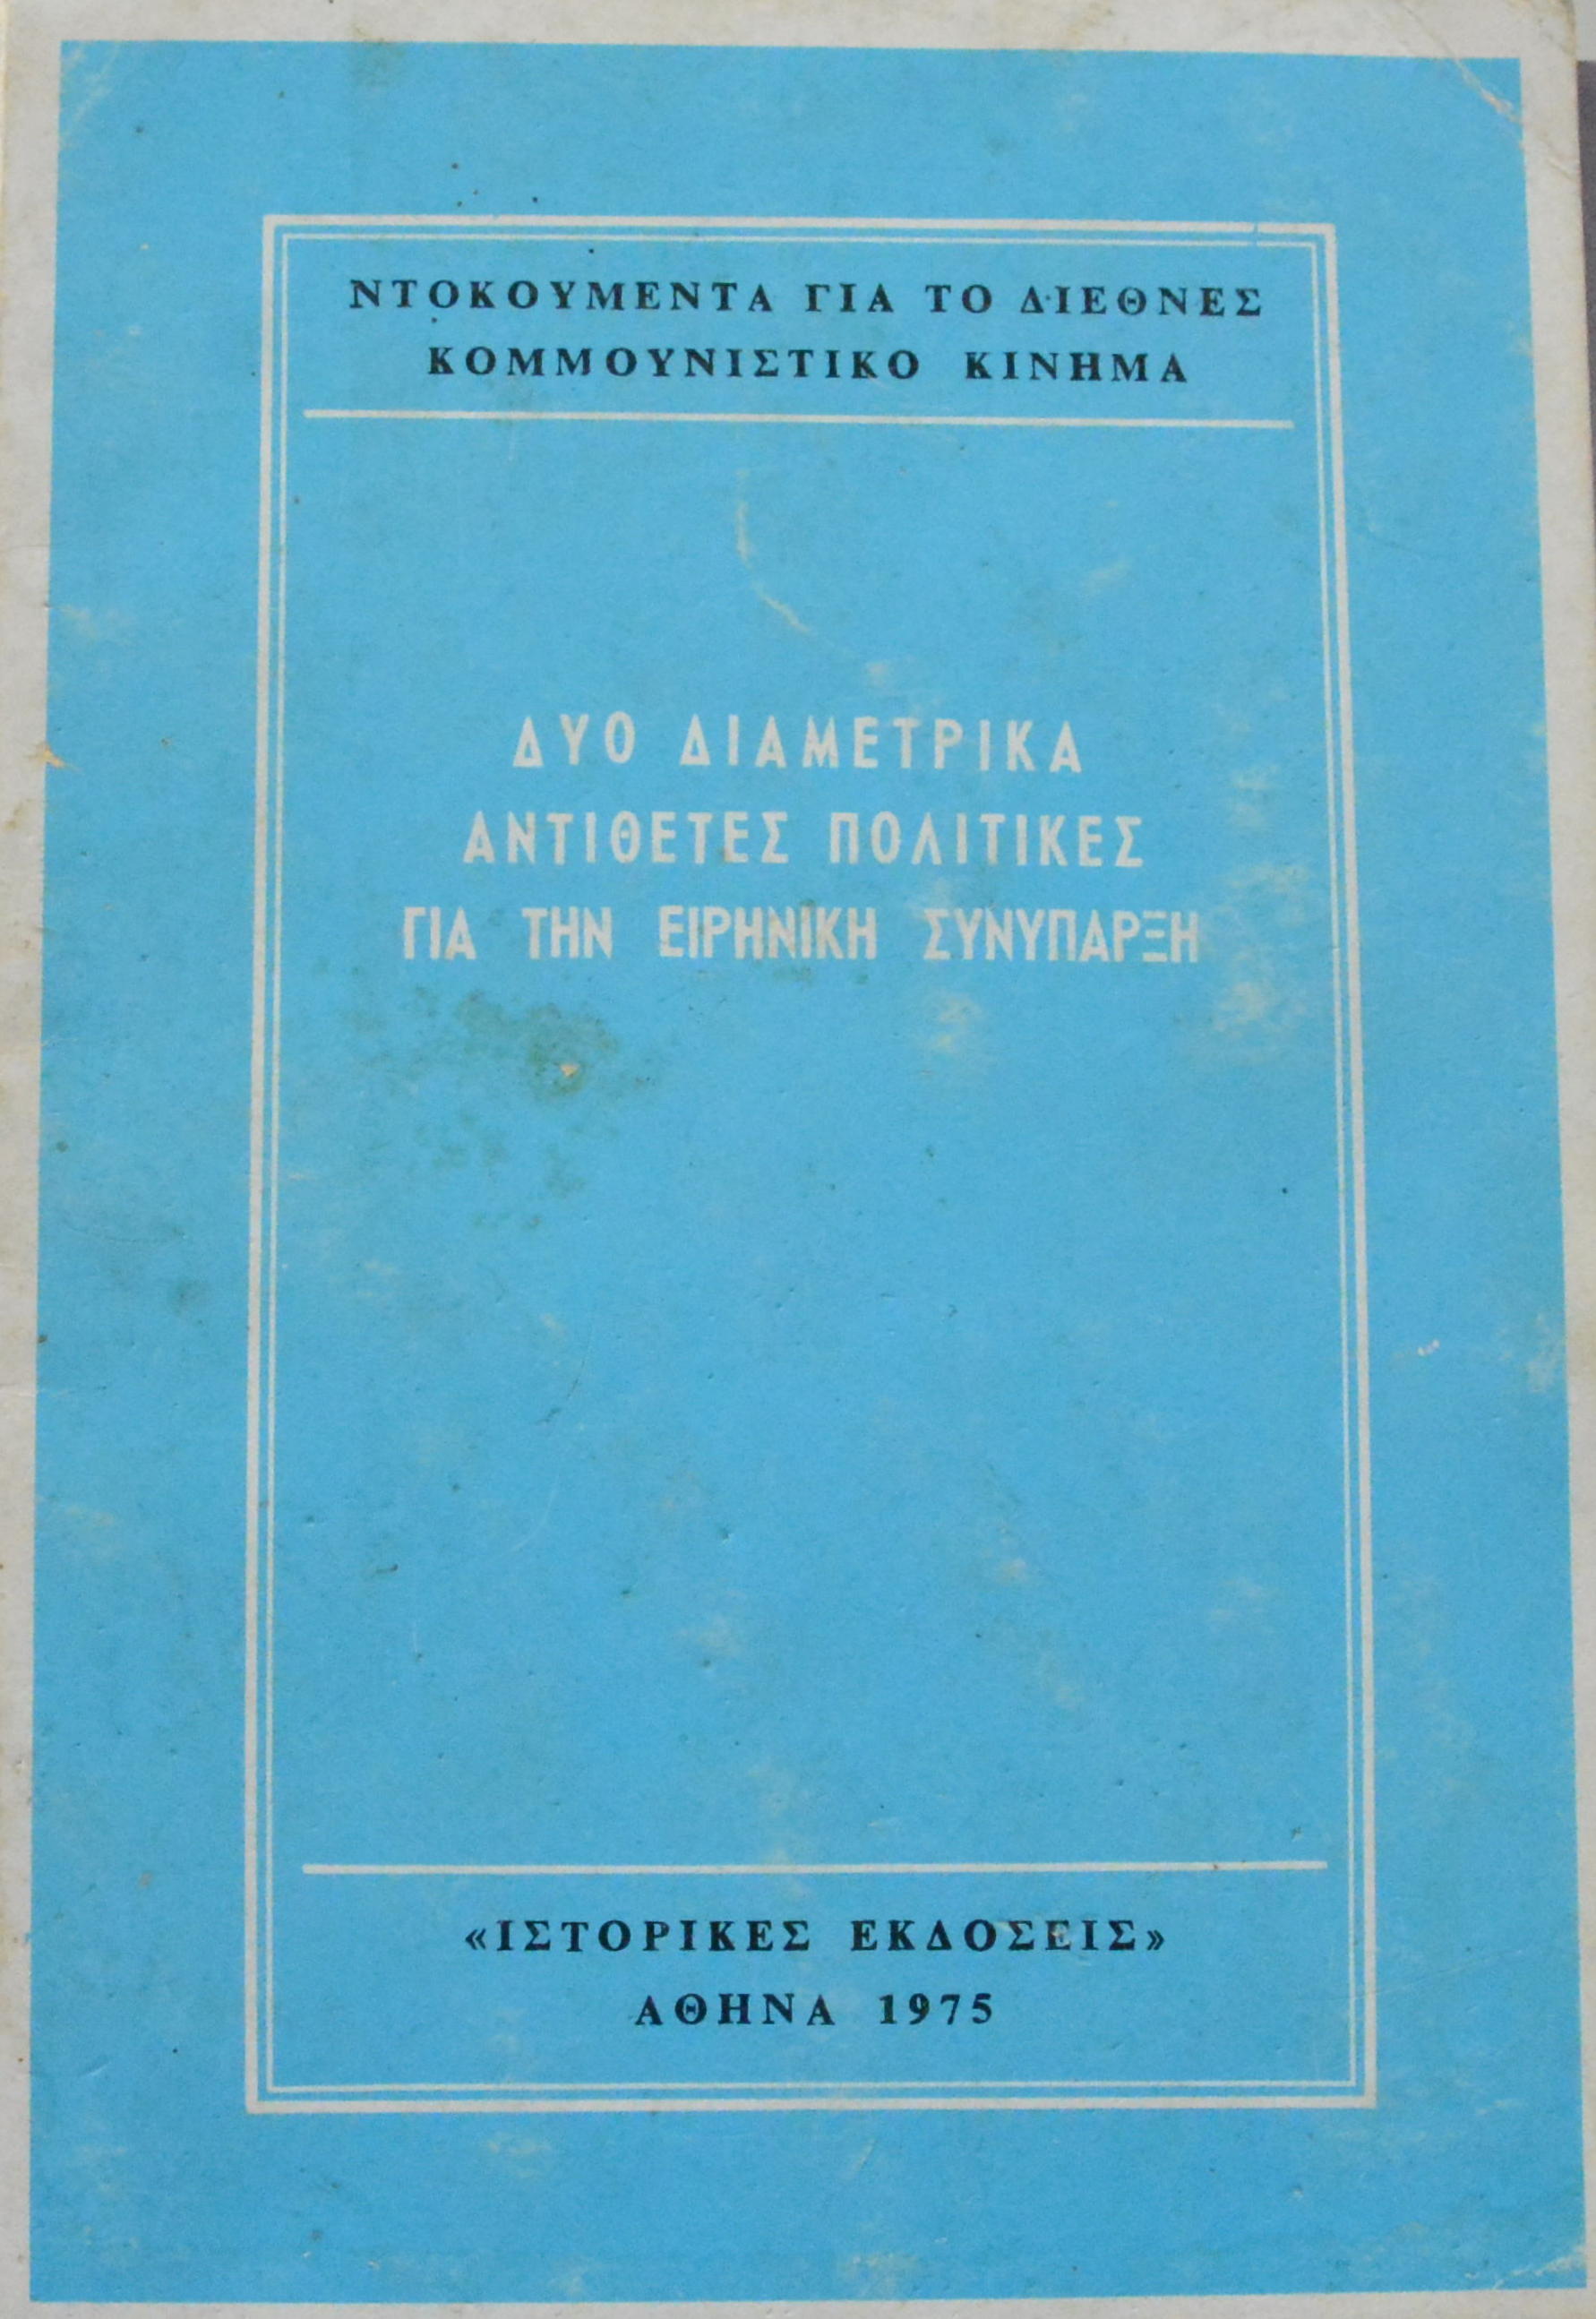 ΝΤΟΚΟΥΜΕΝΤΑ ΓΙΑ ΤΟ ΔΙΕΘΝΕΣ
ΚΟΜΜΟΥΝΙΣΤΙΚΟ ΚΙΝΗΜΑ
ΔΥΟ ΔΙΑΜΕΤΡΙΚΑ
ΑΝΤΙΘΕΤΕΣ ΠΟΛΙΤΙΚΕΣ
ΓΙΑ ΤΗΝ ΕΙΡΗΝΙΚΗ ΣΥΝΥΠΑΡΞΗ
«ΙΣΤΟΡΙΚΕΣ ΕΚΔΟΣΕΙΣ»
ΑΘΗΝΑ 1975